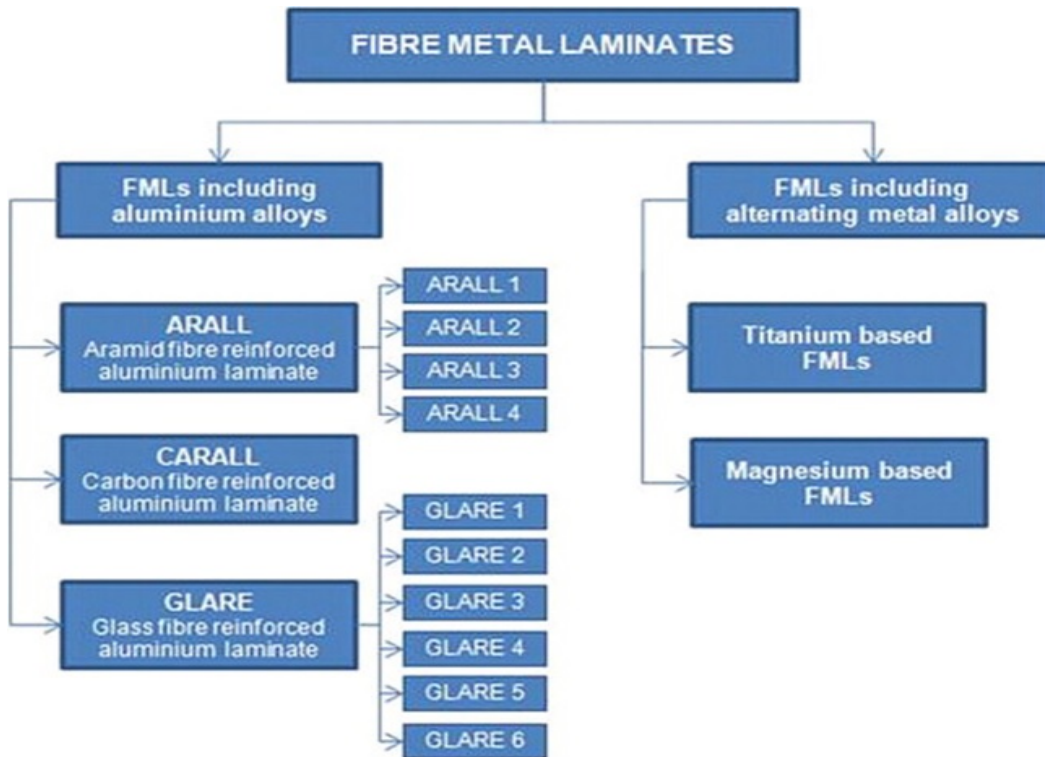 FIBRE METAL LAMINATES
FMLs including
aluminium alloys
FMLs including
alternating metal alloys
ARALL
Aramid fibre reinforced
aluminium laminate
ARALL 1
ARALL 2
ARALL 3
ARALL 4
CARALL
Carbon fibre reinforced
aluminium laminate
GLARE
Glass fibre reinforced
aluminium laminate
GLARE 1
GLARE 2
GLARE 3
GLARE 4
GLARE 5
GLARE 6
Titanium based
FMLs
Magnesium based
FMLs